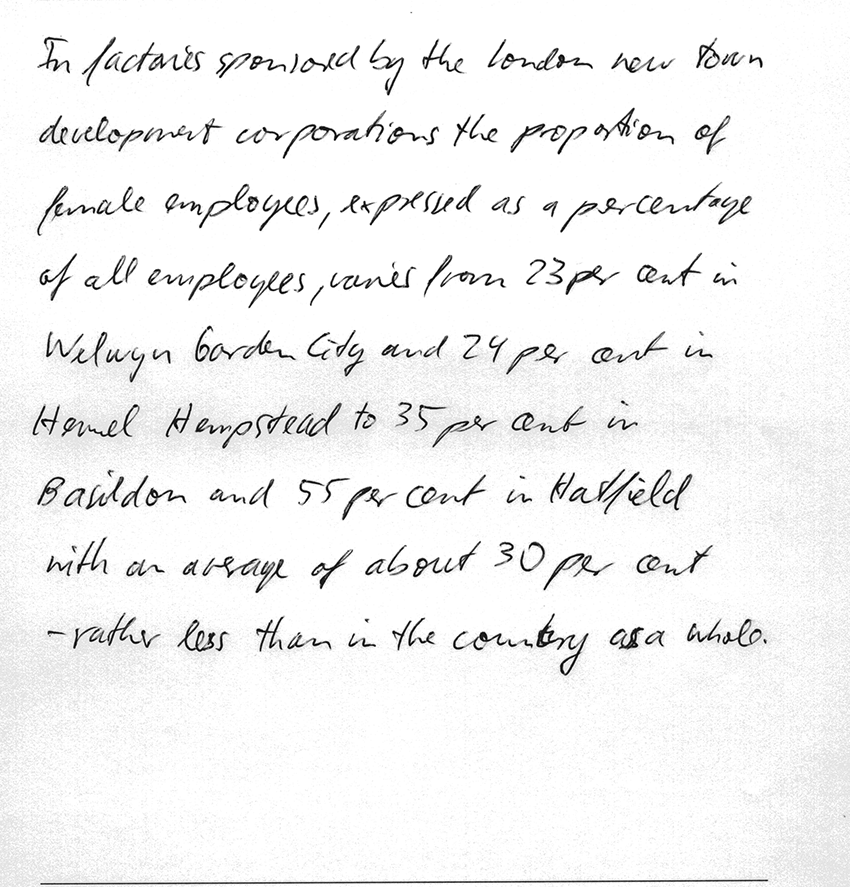 In factories sponsored by the london new town
development corporations the proportion of
female employees, expressed as a percentage
of all employees, varies from 23 per cent in
Welwyn Garden City and 24 per cent in
Hemel Hempstead to 35 per cent in
Basildon and 55 per cent in Hatfield
with an average of about 30 per cent
- rather less than in the country as a whole.